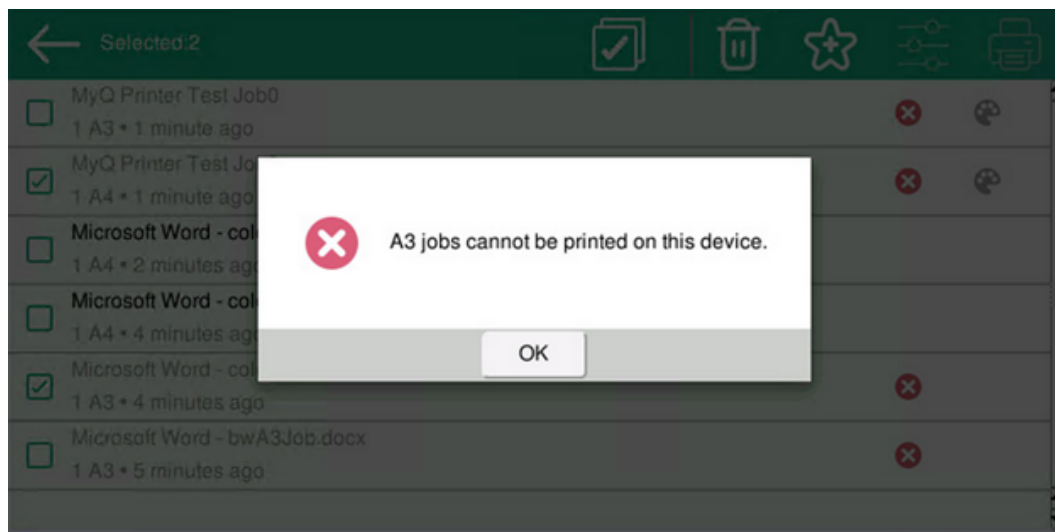 Selected:2
MyQ Printer Test Job0
1 A3 • 1 minute ago
MyQ Printer Test
1 A4 • 1 minute ago
Microsoft Word - col
1 A4 • 2 minutes ago
Microsoft Word - col
1 A4 • 4 minutes ago
Microsoft Word - col
1 A3 • 4 minutes ago
Microsoft Word - bwA3Job.docx
1 A3 • 5 minutes ago
A3 jobs cannot be printed on this device.
OK